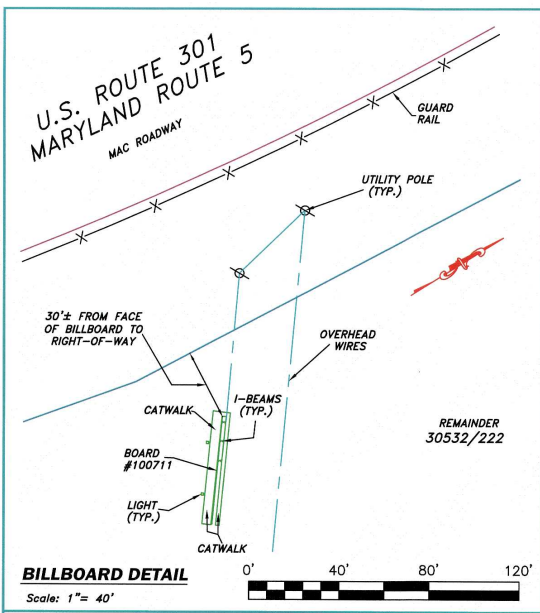 U.S. ROUTE 301
MARYLAND ROUTE 5
MAC ROADWAY
GUARD
RAIL
UTILITY POLE
(TYP.)
30'± FROM FACE
OF BILLBOARD TO
RIGHT-OF-WAY
OVERHEAD
WIRES
CATWALK
I-BEAMS
(TYP.)
REMAINDER
30532/222
BOARD
#100711
LIGHT
(TYP.)
CATWALK
BILLBOARD DETAIL
Scale: 1"= 40'
0' 40' 80' 120'